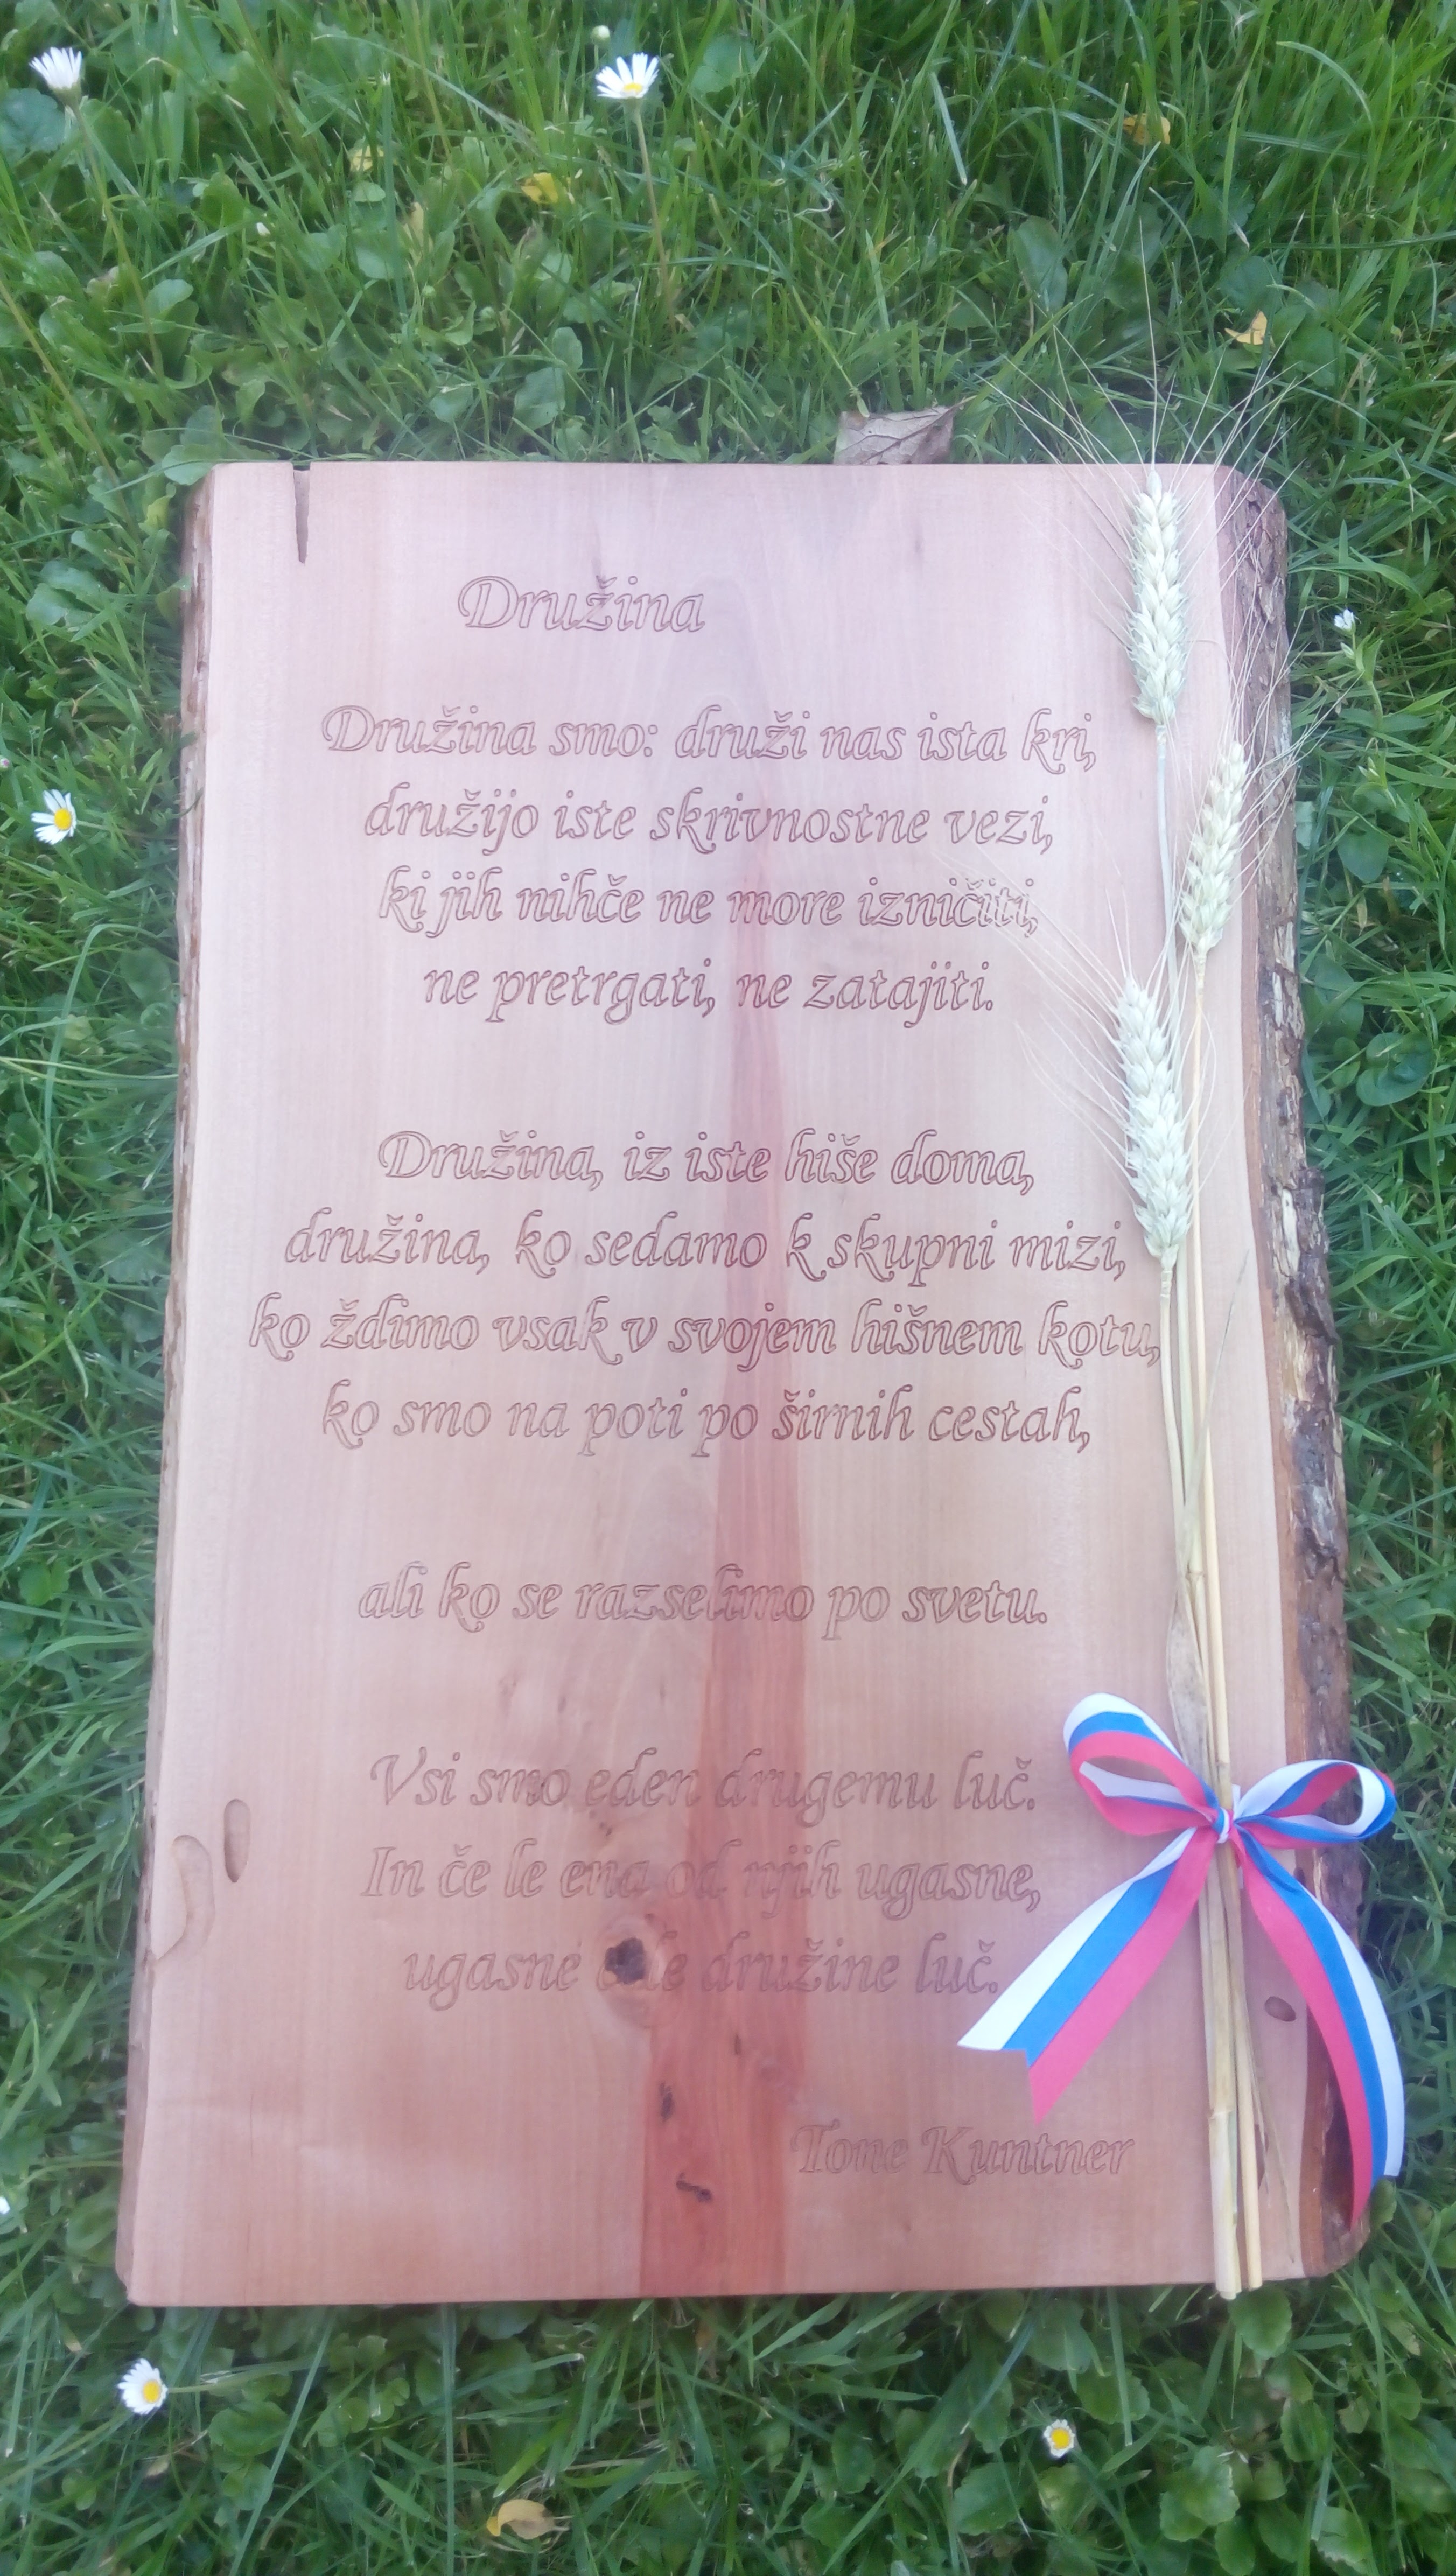 Družina
Družina smo: druži nas ista kri,
družijo iste skrivnostne vezi,
ki jih nihče ne more izničiti,
ne pretrgati, ne zatajiti.
Družina, iz iste hiše doma,
družina, ko sedamo k skupni mizi,
ko ždimo vsak v svojem hišnem kotu,
ko smo na poti po širnih cestah,
ali ko se razselimo po svetu.
Vsi smo eden drugemu luč.
In če le ena od njih ugasne,
ugasne družine luč.
Tone Kuntner